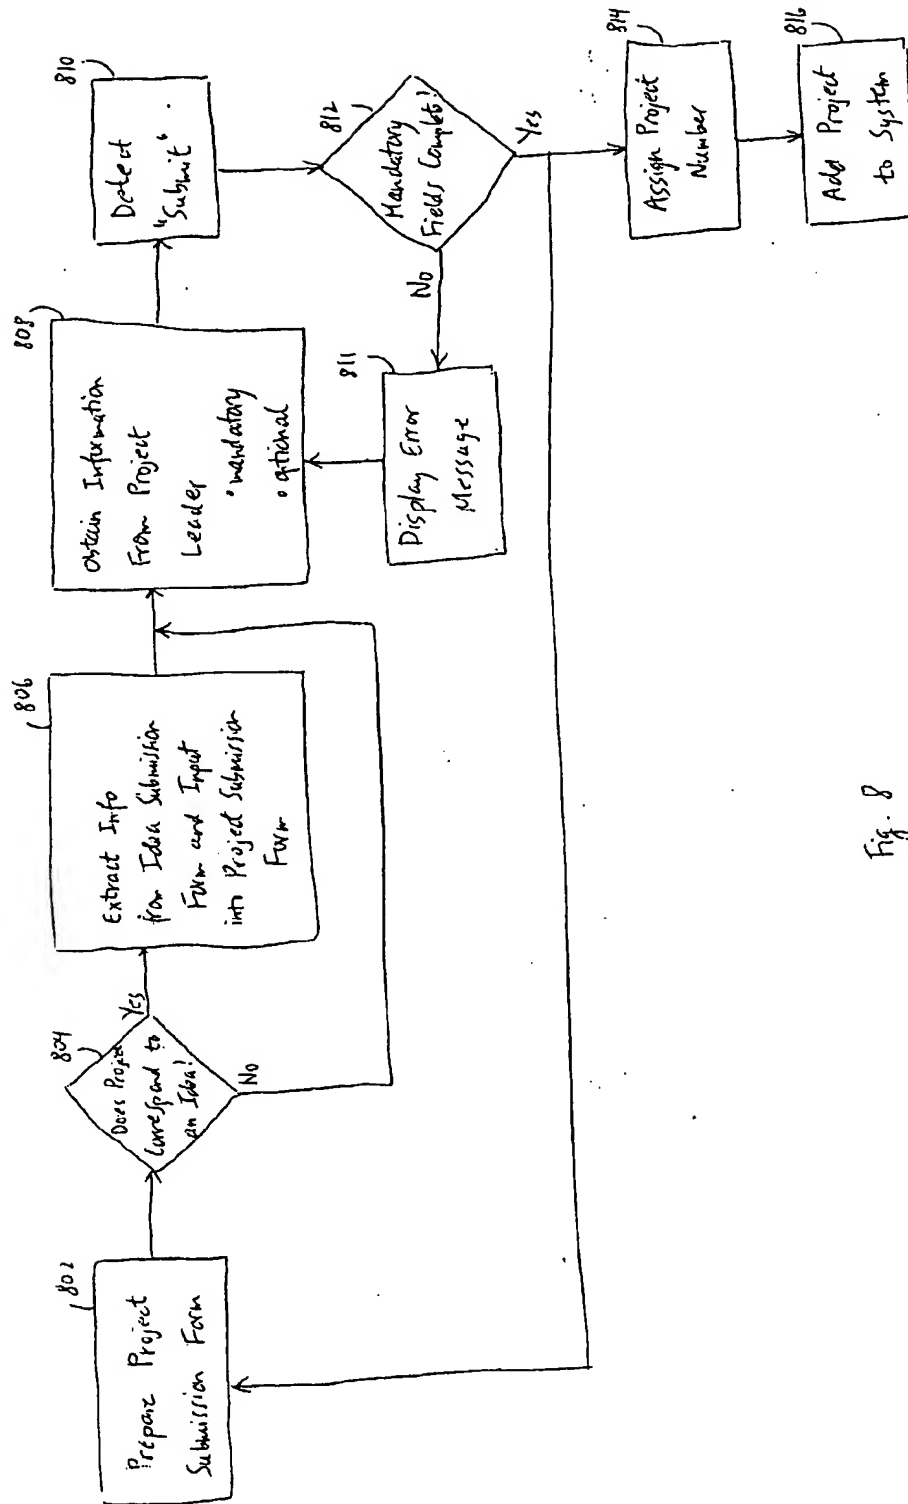 802
Prepare Project
Submission Form
804
Does Project
Correspond to
an Idea?
Yes
No
806
Extract Info
from Idea Submission
Form and Input
into Project Submission
Form
808
Obtain Information
From Project
Leader
• mandatory
• optional
810
Detect
"Submit".
812
Mandatory
Fields Complet?
No
Yes
811
Display Error
Message
814
Assign Project
Number
816
Add Project
to System
Fig. 8